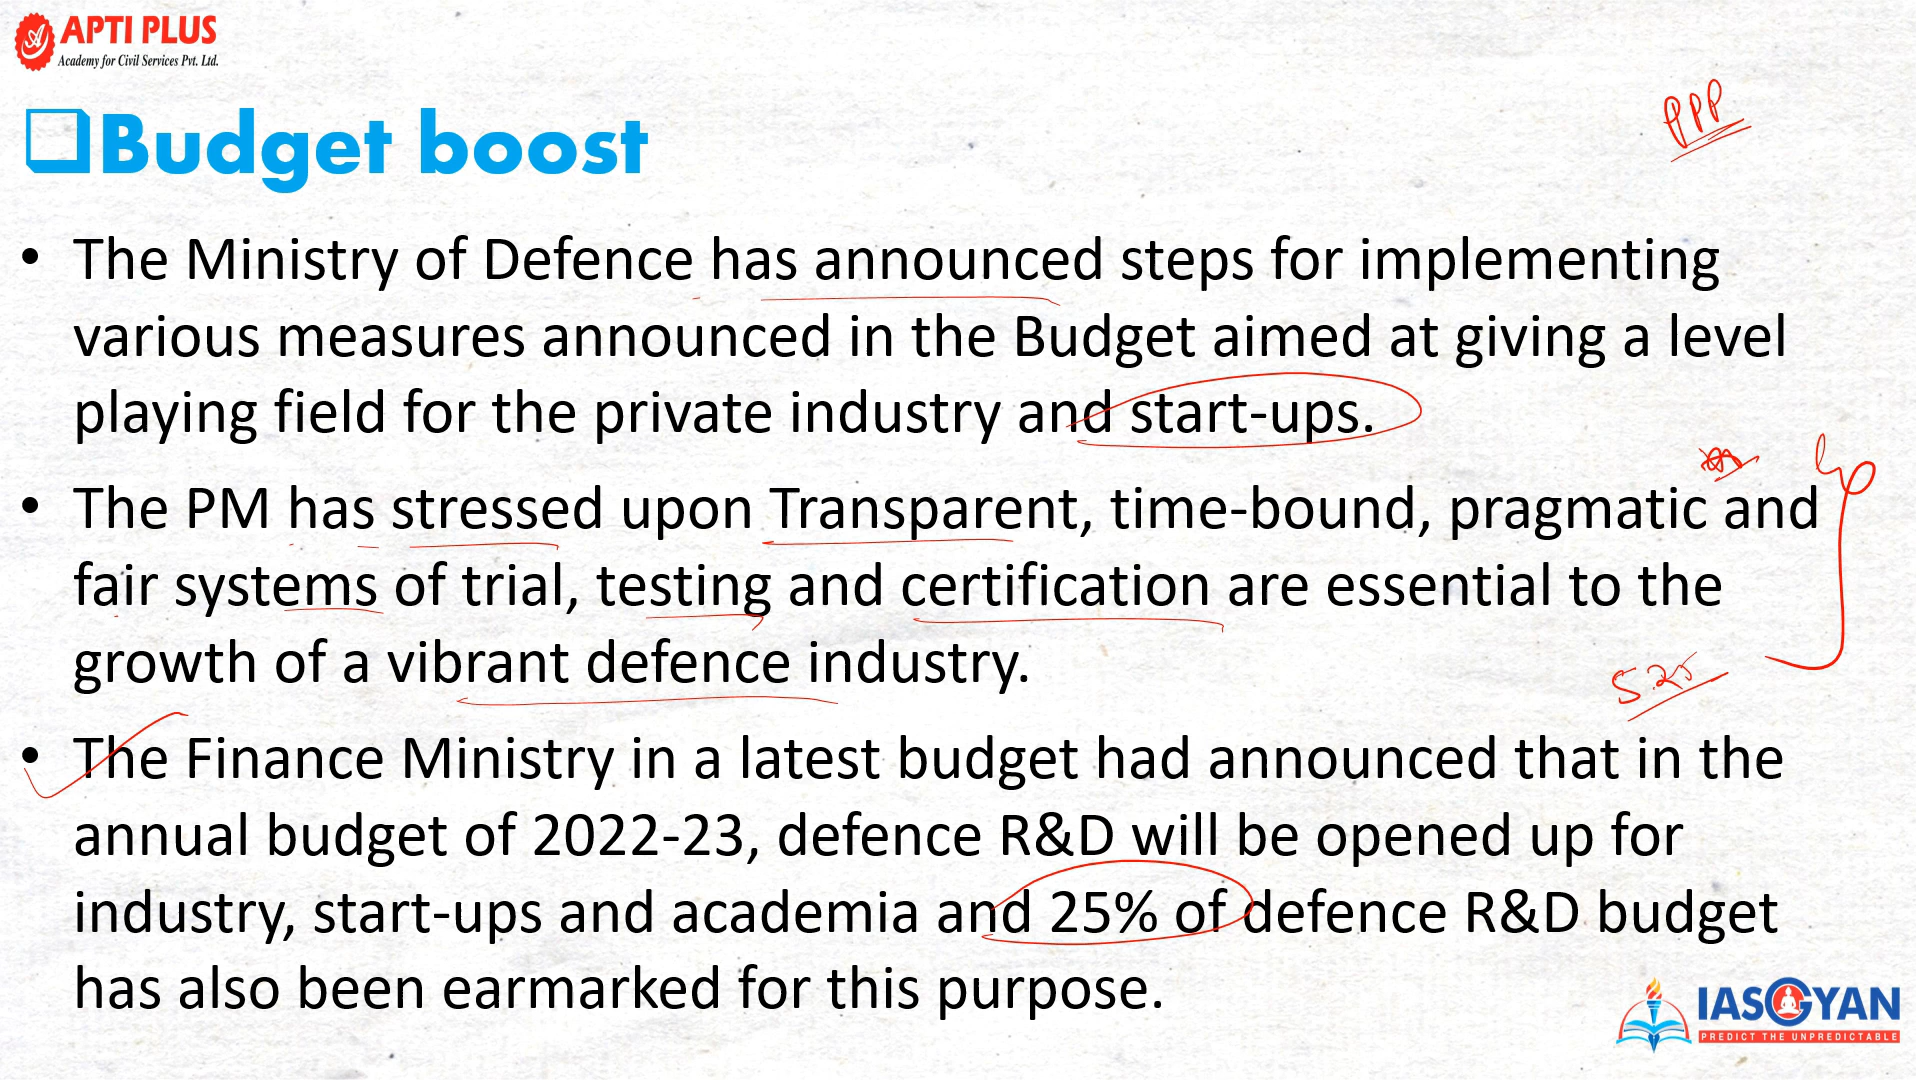 APTI PLUS
Academy for Civil Services Pvt. Ltd.
PPP
❑Budget boost
• The Ministry of Defence has announced steps for implementing
various measures announced in the Budget aimed at giving a level
playing field for the private industry and start-ups.
• The PM has stressed upon Transparent, time-bound, pragmatic and
fair systems of trial, testing and certification are essential to the
growth of a vibrant defence industry.
5.25
• The Finance Ministry in a latest budget had announced that in the
annual budget of 2022-23, defence R&D will be opened up for
industry, start-ups and academia and 25% of defence R&D budget
has also been earmarked for this purpose.
IASGYAN
PREDICT THE UNPREDICTABLE